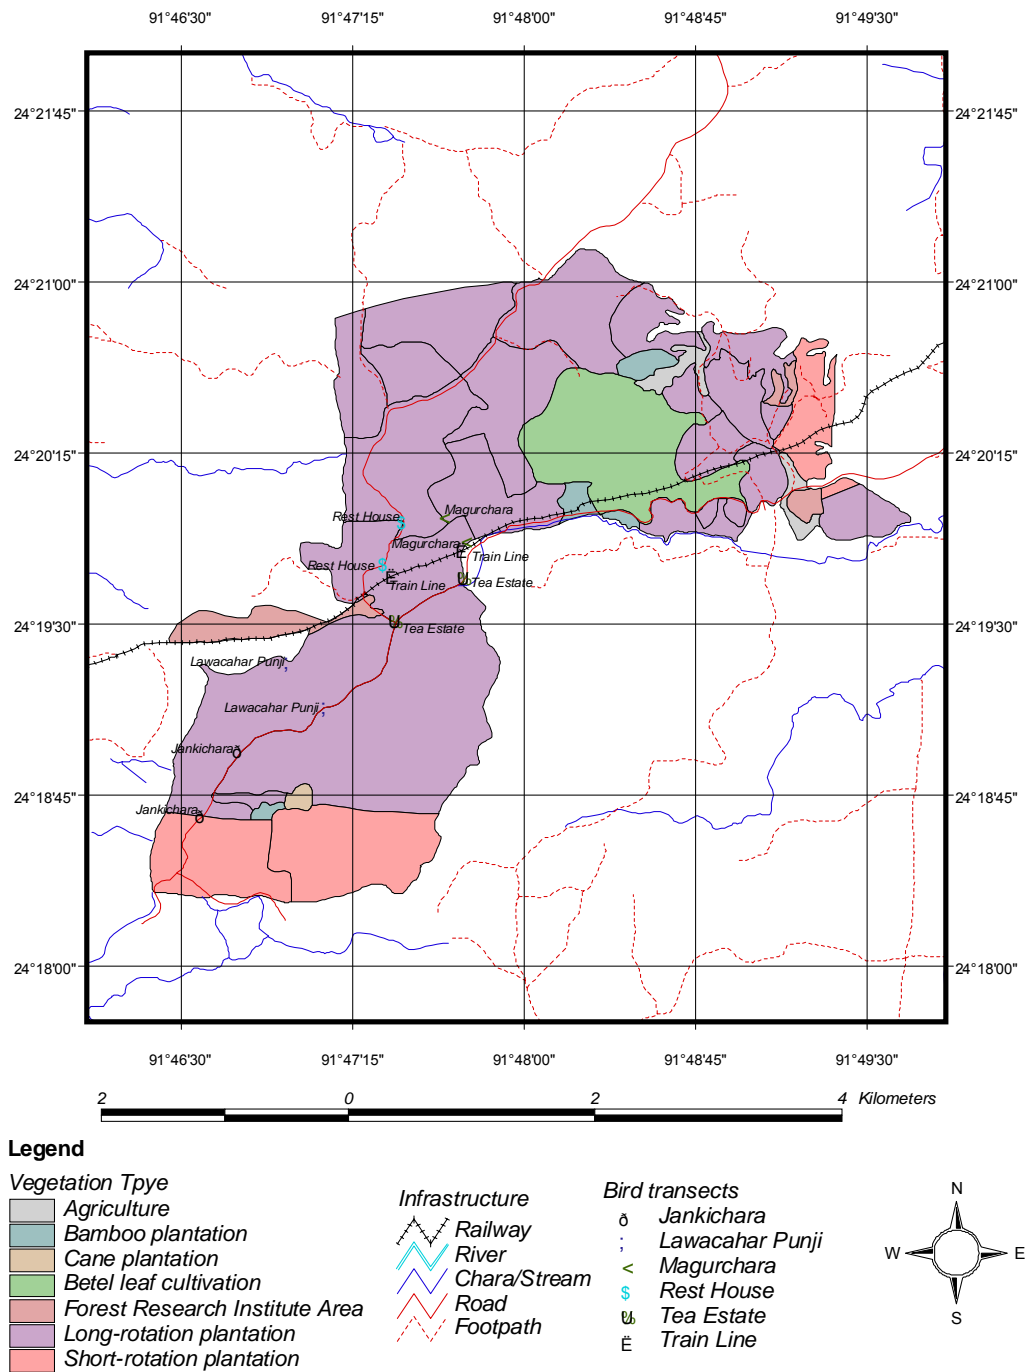 91°46'30" 91°47'15" 91°48'00" 91°48'45" 91°49'30"
24°21'45" 24°21'45"
24°21'00" 24°21'00"
24°20'15" 24°20'15"
Rest House $ < Magurchara
Magurchara <
Ë Train Line
Rest House $
Ë Train Line
Tea Estate
24°19'30" 24°19'30"
Tea Estate
Lawacahar Punji ;
Lawacahar Punji ;
Jankichara ð
24°18'45" 24°18'45"
Jankichara ð
24°18'00" 24°18'00"
91°46'30" 91°47'15" 91°48'00" 91°48'45" 91°49'30"
2 0 2 4 Kilometers
Legend
Vegetation Tpye
Agriculture
Bamboo plantation
Cane plantation
Betel leaf cultivation
Forest Research Institute Area
Long-rotation plantation
Short-rotation plantation
Infrastructure
Railway
River
Chara/Stream
Road
Footpath
Bird transects
ð Jankichara
; Lawacahar Punji
< Magurchara
$ Rest House
Tea Estate
Ë Train Line
N
W E
S